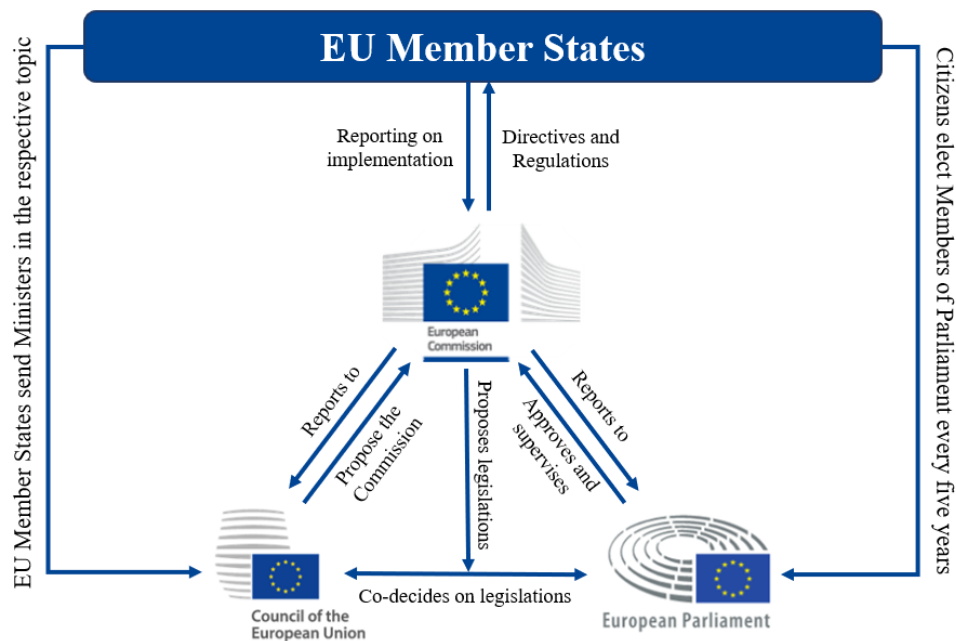 EU Member States
EU Member States send Ministers in the respective topic
Citizens elect Members of Parliament every five years
Reporting on
implementation
Directives and
Regulations
European
Commission
Reports to
Propose the
Commission
Proposes legislations
Approves and
supervises
Reports to
Co-decides on legislations
Council of the
European Union
European Parliament